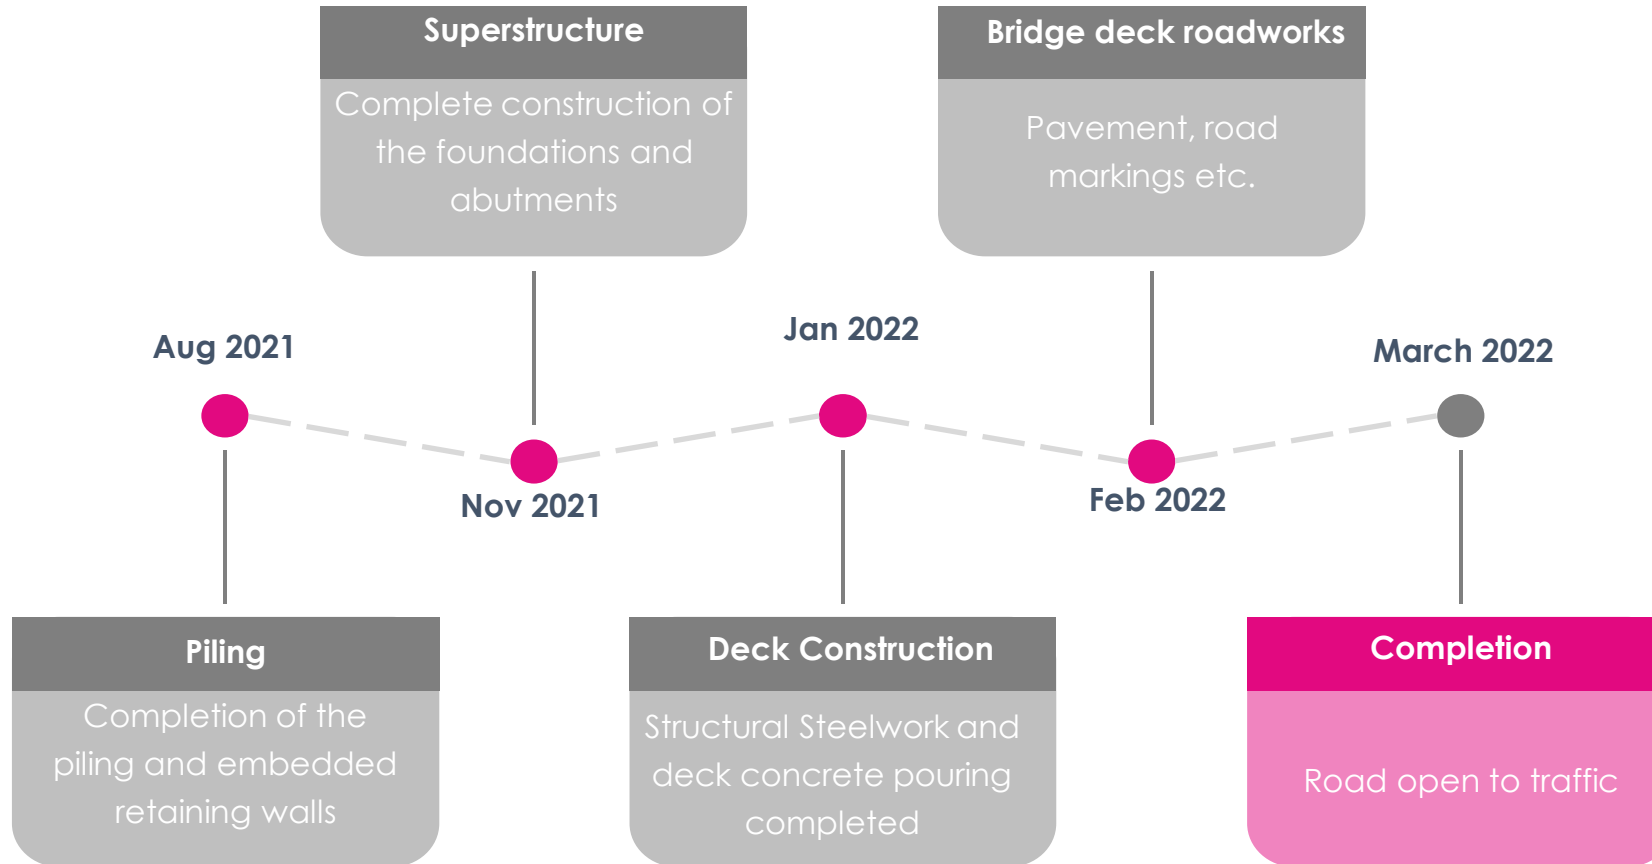 Superstructure
Complete construction of
the foundations and
abutments
Bridge deck roadworks
Pavement, road
markings etc.
Aug 2021
Nov 2021
Jan 2022
Feb 2022
March 2022
Piling
Completion of the
piling and embedded
retaining walls
Deck Construction
Structural Steelwork and
deck concrete pouring
completed
Completion
Road open to traffic